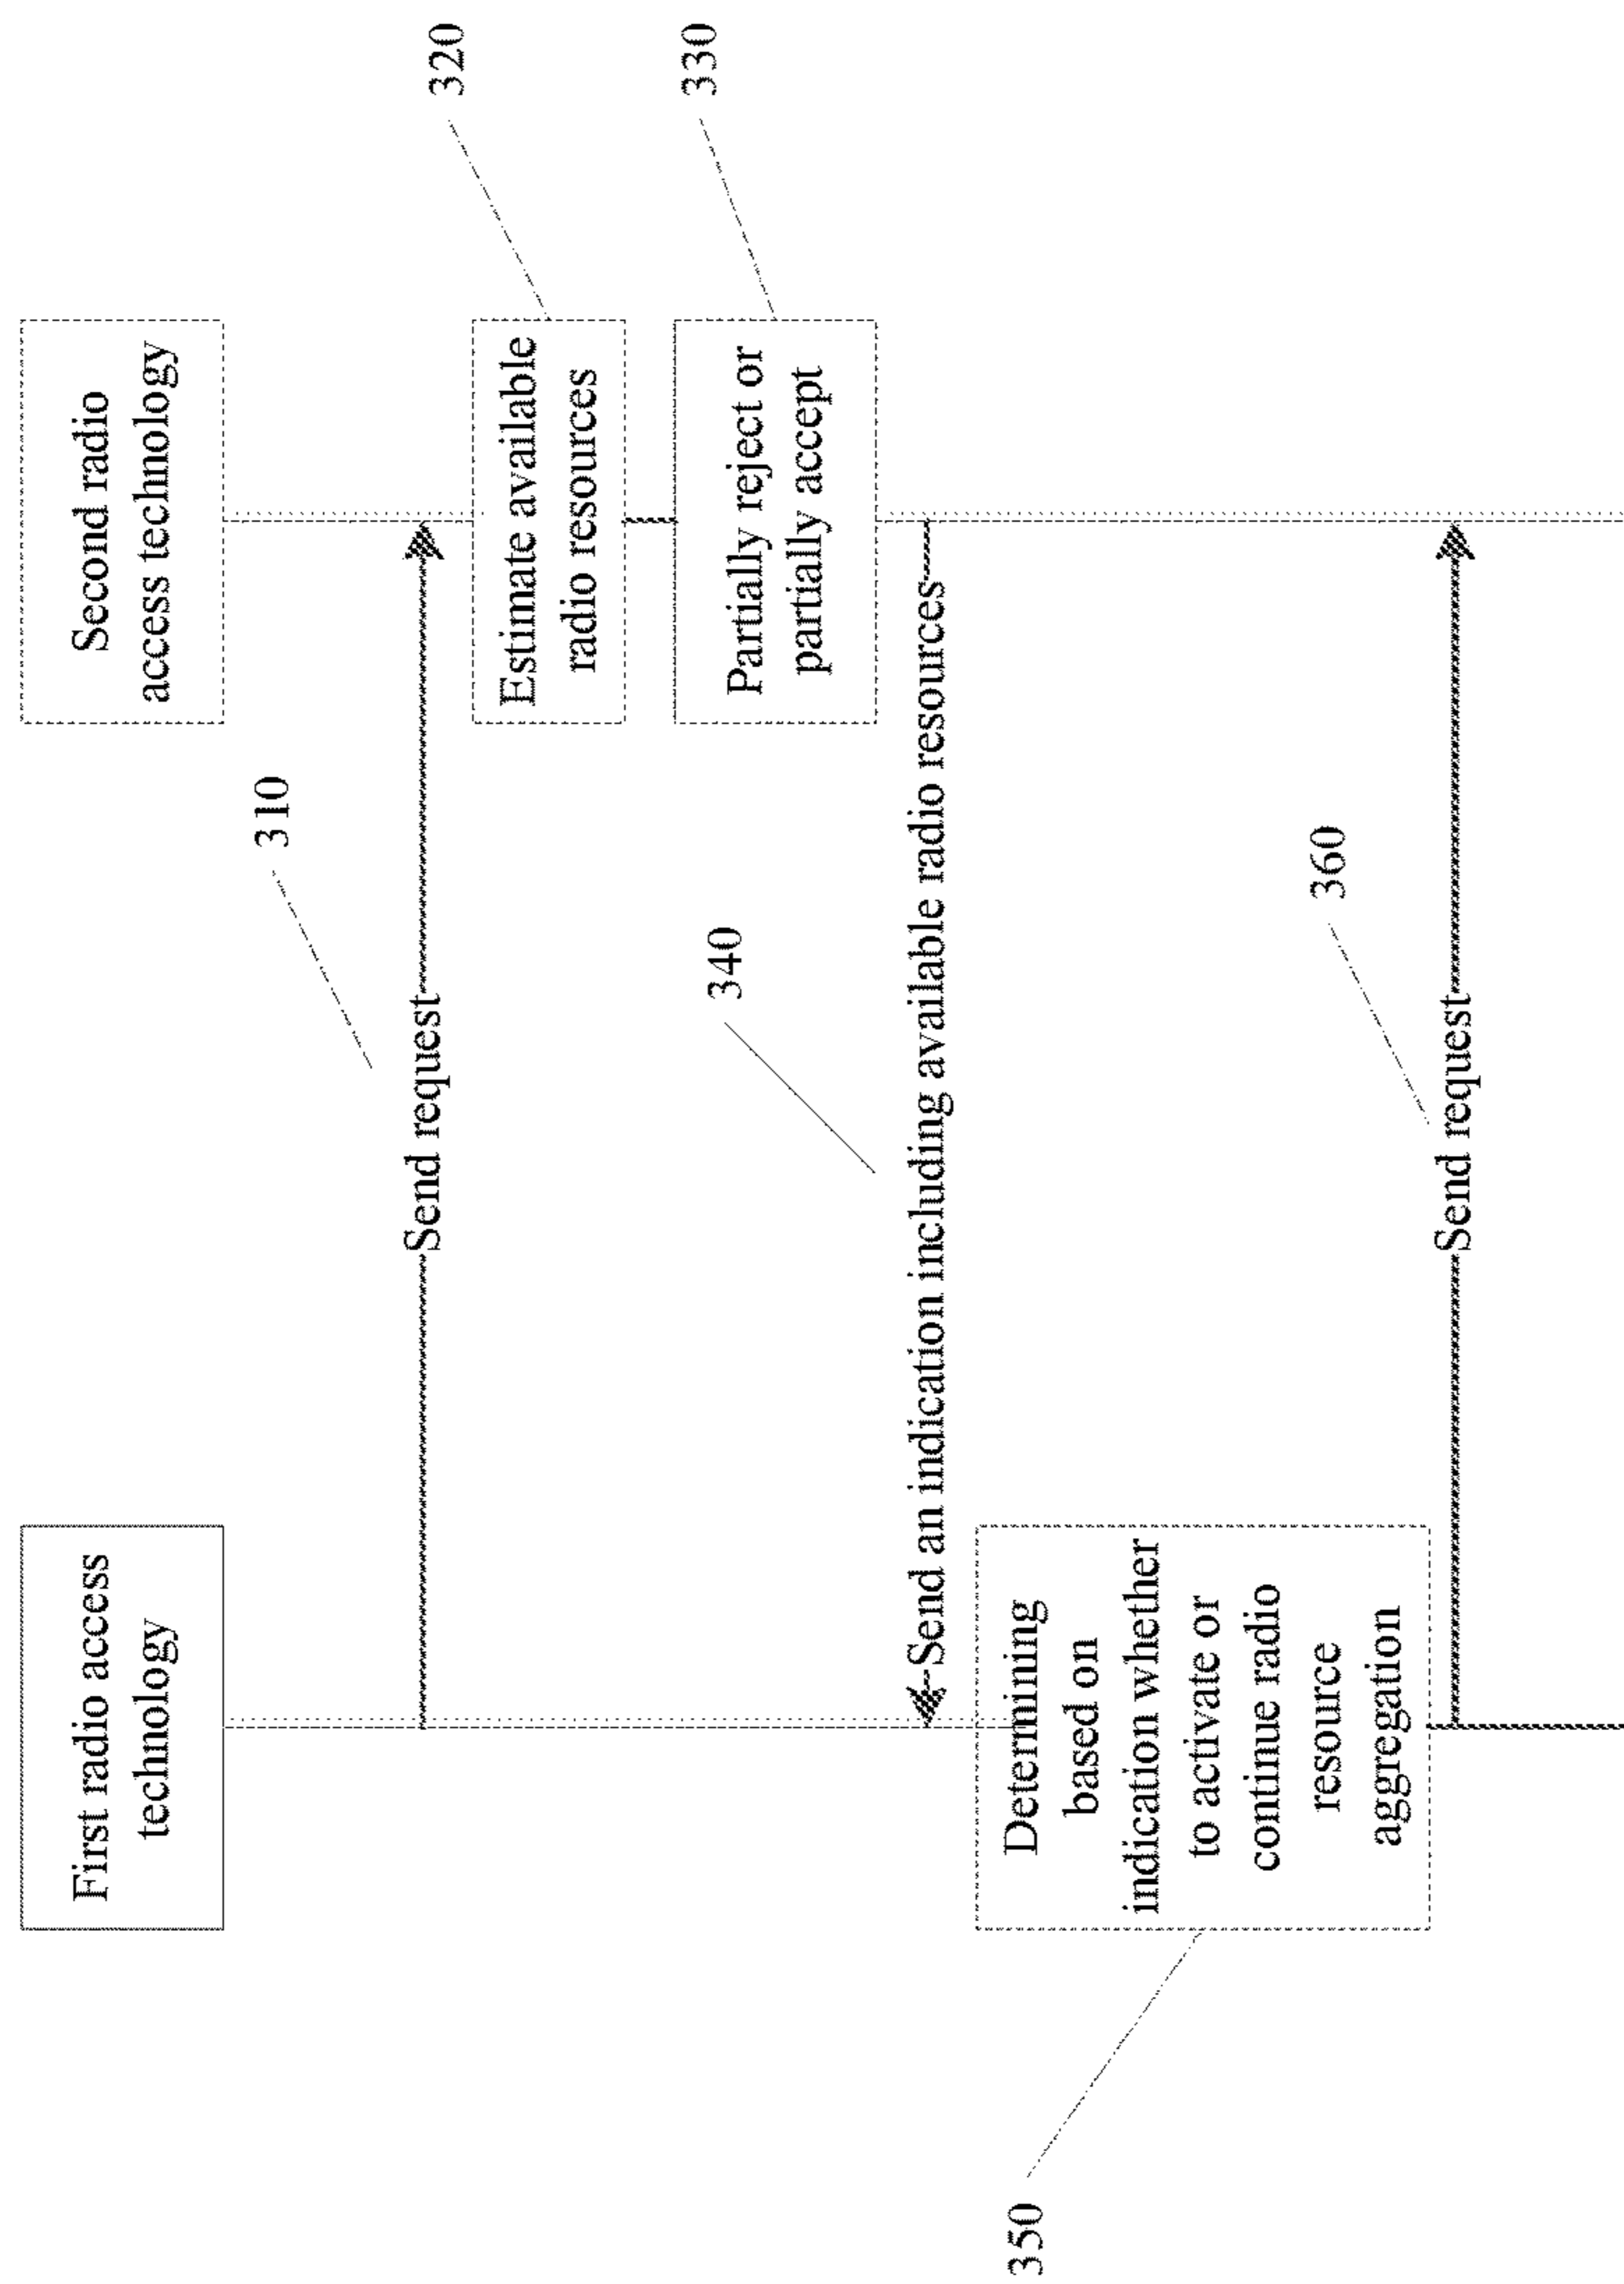 First radio access
technology
Second radio
access technology
310
Send request
320
Estimate available
radio resources
330
Partially reject or
partially accept
340
Send an indication including available radio resources
350
Determining
based on
indication whether
to activate or
continue radio
resource
aggregation
360
Send request